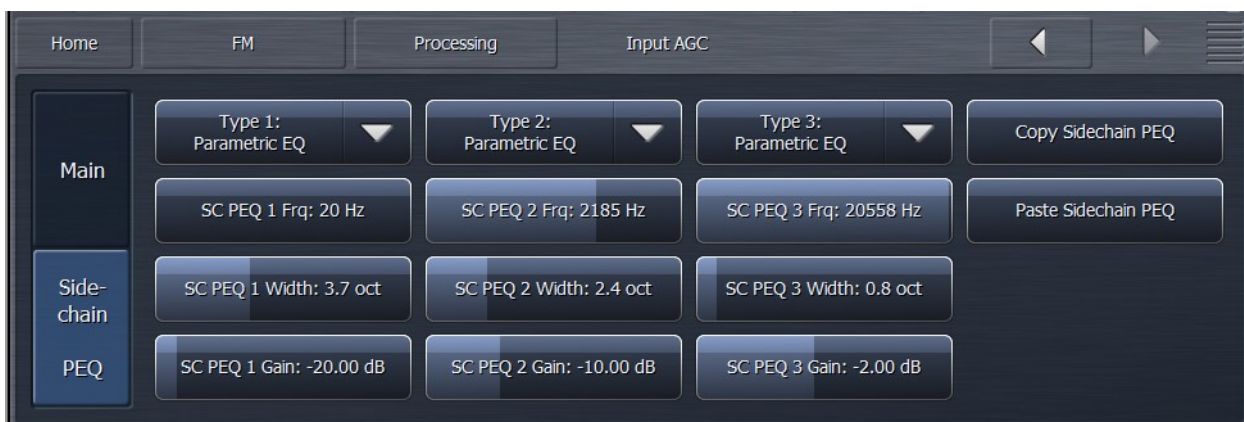 Home
FM
Processing
Input AGC
Main
Side-
chain
PEQ
Type 1:
Parametric EQ
Type 2:
Parametric EQ
Type 3:
Parametric EQ
Copy Sidechain PEQ
SC PEQ 1 Frq: 20 Hz
SC PEQ 2 Frq: 2185 Hz
SC PEQ 3 Frq: 20558 Hz
Paste Sidechain PEQ
SC PEQ 1 Width: 3.7 oct
SC PEQ 2 Width: 2.4 oct
SC PEQ 3 Width: 0.8 oct
SC PEQ 1 Gain: -20.00 dB
SC PEQ 2 Gain: -10.00 dB
SC PEQ 3 Gain: -2.00 dB